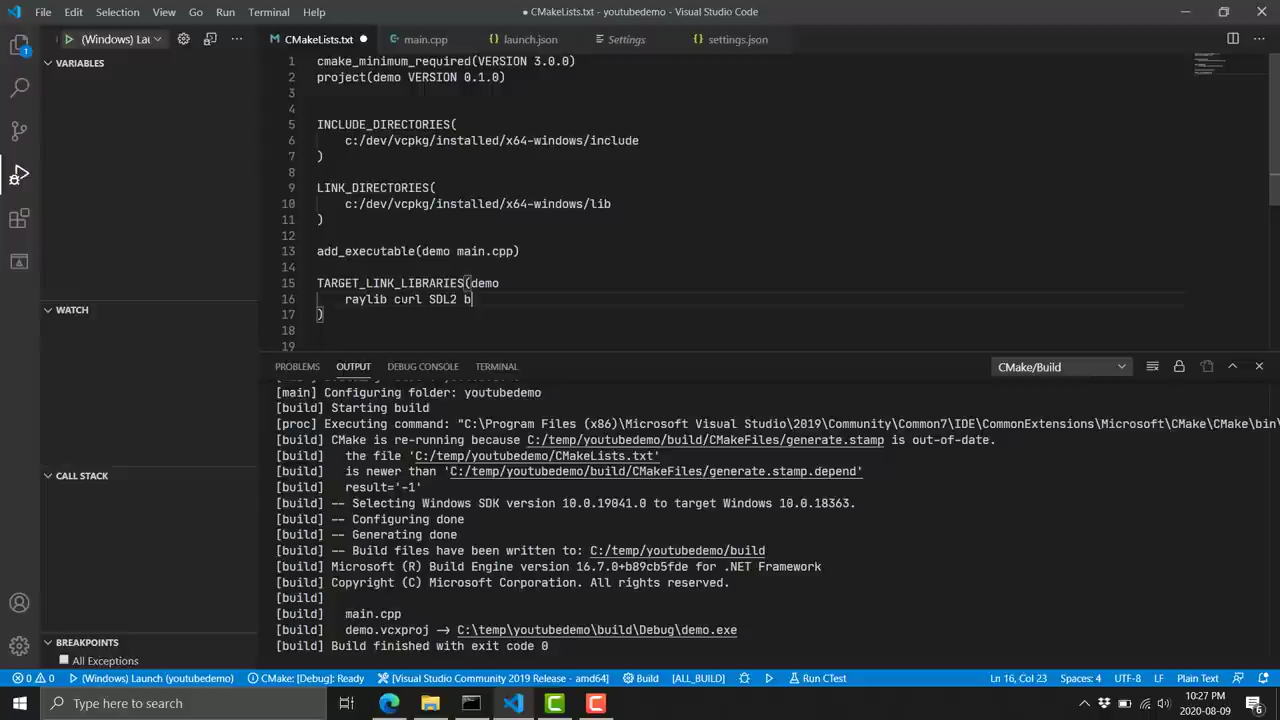 File Edit Selection View Go Run Terminal Help
● CMakeLists.txt - youtubedemo - Visual Studio Code
(Windows) Lau
CMakeLists.txt ● main.cpp launch.json Settings settings.json
VARIABLES
1 cmake_minimum_required(VERSION 3.0.0)
2 project(demo VERSION 0.1.0)
3
4
5 INCLUDE_DIRECTORIES(
6 c:/dev/vcpkg/installed/x64-windows/include
7 )
8
9 LINK_DIRECTORIES(
10 c:/dev/vcpkg/installed/x64-windows/lib
11 )
12
13 add_executable(demo main.cpp)
14
15 TARGET_LINK_LIBRARIES(demo
16 raylib curl SDL2 b
17 )
18
19
WATCH
CALL STACK
BREAKPOINTS
All Exceptions
PROBLEMS OUTPUT DEBUG CONSOLE TERMINAL
CMake/Build
[main] Configuring folder: youtubedemo
[build] Starting build
[proc] Executing command: "C:\Program Files (x86)\Microsoft Visual Studio\2019\Community\Common7\IDE\CommonExtensions\Microsoft\CMake\CMake\bin\
[build] CMake is re-running because C:/temp/youtubedemo/build/CMakeFiles/generate.stamp is out-of-date.
[build] the file 'C:/temp/youtubedemo/CMakeLists.txt'
[build] is newer than 'C:/temp/youtubedemo/build/CMakeFiles/generate.stamp.depend'
[build] result='-1'
[build] -- Selecting Windows SDK version 10.0.19041.0 to target Windows 10.0.18363.
[build] -- Configuring done
[build] -- Generating done
[build] -- Build files have been written to: C:/temp/youtubedemo/build
[build] Microsoft (R) Build Engine version 16.7.0+b89cb5fde for .NET Framework
[build] Copyright (C) Microsoft Corporation. All rights reserved.
[build]
[build] main.cpp
[build] demo.vcxproj -> C:\temp\youtubedemo\build\Debug\demo.exe
[build] Build finished with exit code 0
0 0 (Windows) Launch (youtubedemo) CMake: [Debug]: Ready [Visual Studio Community 2019 Release - amd64] Build [ALL_BUILD] Run CTest Ln 16, Col 23 Spaces: 4 UTF-8 LF Plain Text
Type here to search
10:27 PM
2020-08-09
6